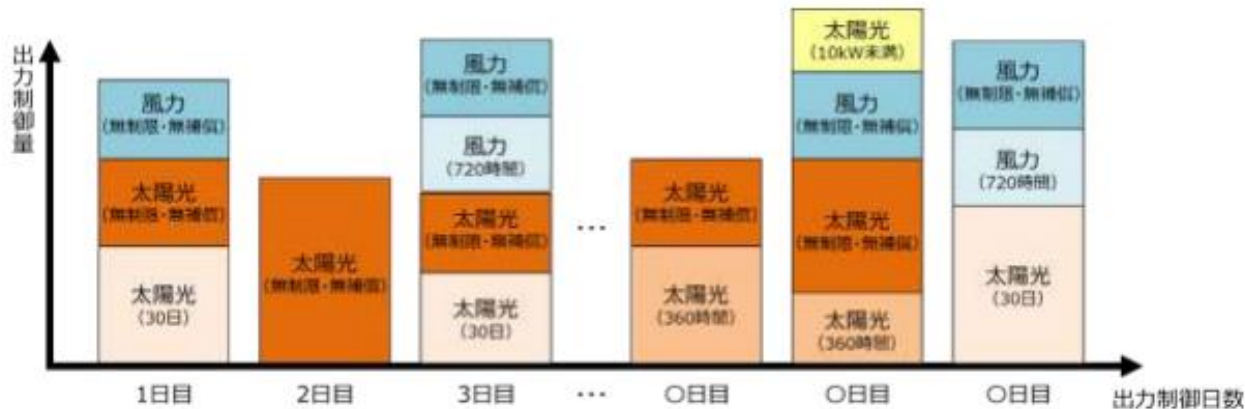 出力制御量
風力
（無制限・無補償）
太陽光
（無制限・無補償）
太陽光
（30日）
太陽光
（無制限・無補償）
風力
（無制限・無補償）
風力
（720時間）
太陽光
（無制限・無補償）
太陽光
（30日）
…
太陽光
（無制限・無補償）
太陽光
（360時間）
太陽光
（10kW未満）
風力
（無制限・無補償）
太陽光
（無制限・無補償）
太陽光
（360時間）
風力
（無制限・無補償）
風力
（720時間）
太陽光
（30日）
1日目
2日目
3日目
…
〇日目
〇日目
〇日目
出力制御日数